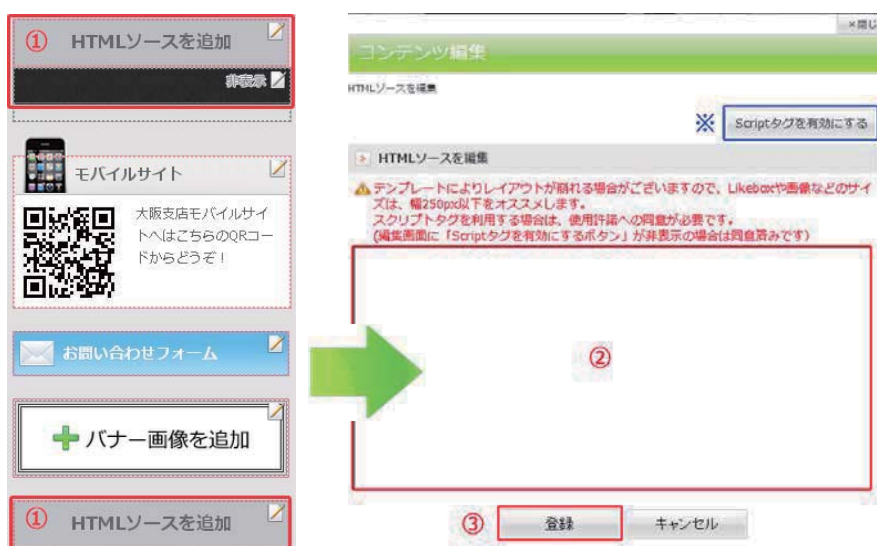 ① HTMLソースを追加
非表示
モバイルサイト
大阪支店モバイルサイ
トへはこちらのQRコー
ドからどうぞ！
お問い合わせフォーム
バナー画像を追加
① HTMLソースを追加
×閉じ
コンテンツ編集
HTMLソースを編集
※ Scriptタグを有効にする
HTMLソースを編集
テンプレートによりレイアウトが崩れる場合がございますので、Likeboxや画像などのサイ
ズは、幅250px以下をオススメします。
スクリプトタグを利用する場合は、使用許諾への同意が必要です。
(編集画面に「Scriptタグを有効にするボタン」が非表示の場合は同意済みです)
②
③ 登録 キャンセル